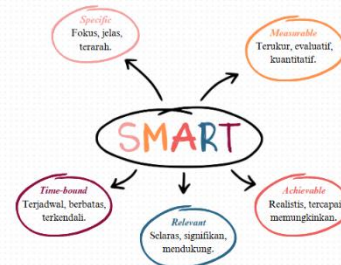 Specific
Fokus, jelas,
terarah.
Measurable
Terukur, evaluatif,
kuantitatif.
SMART
Time-bound
Terjadwal, berbatas,
terkendali.
Relevant
Selaras, signifikan,
mendukung.
Achievable
Realistis, tercapai
memungkinkan.